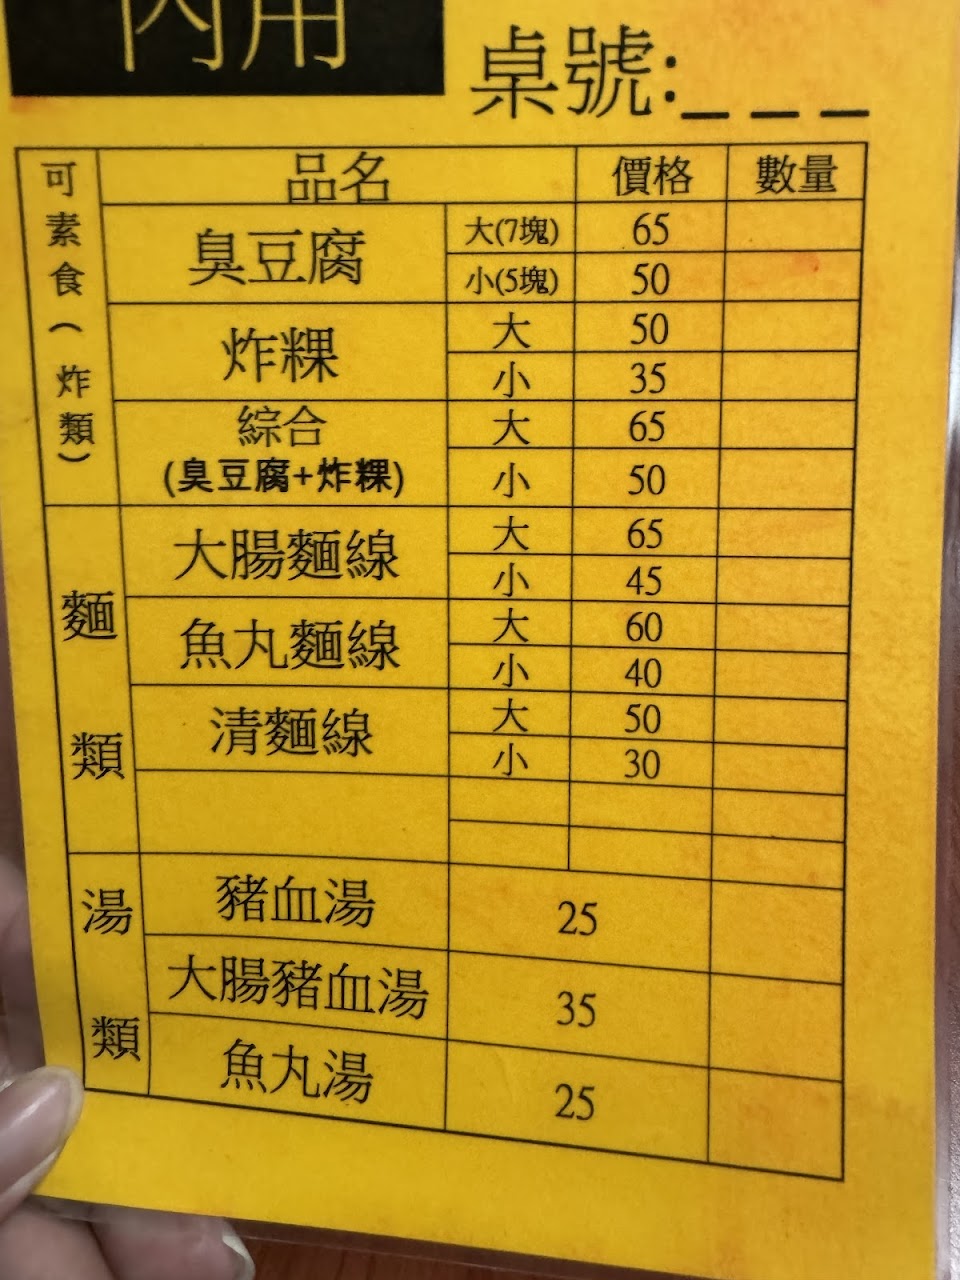 內用
桌號:_ _ _
品名 價格 數量
可素食(炸類)
臭豆腐 大(7塊) 65
小(5塊) 50
炸粿 大 50
小 35
綜合 大 65
(臭豆腐+炸粿) 小 50
麵類
大腸麵線 大 65
小 45
魚丸麵線 大 60
小 40
清麵線 大 50
小 30
湯類
豬血湯 25
大腸豬血湯 35
魚丸湯 25